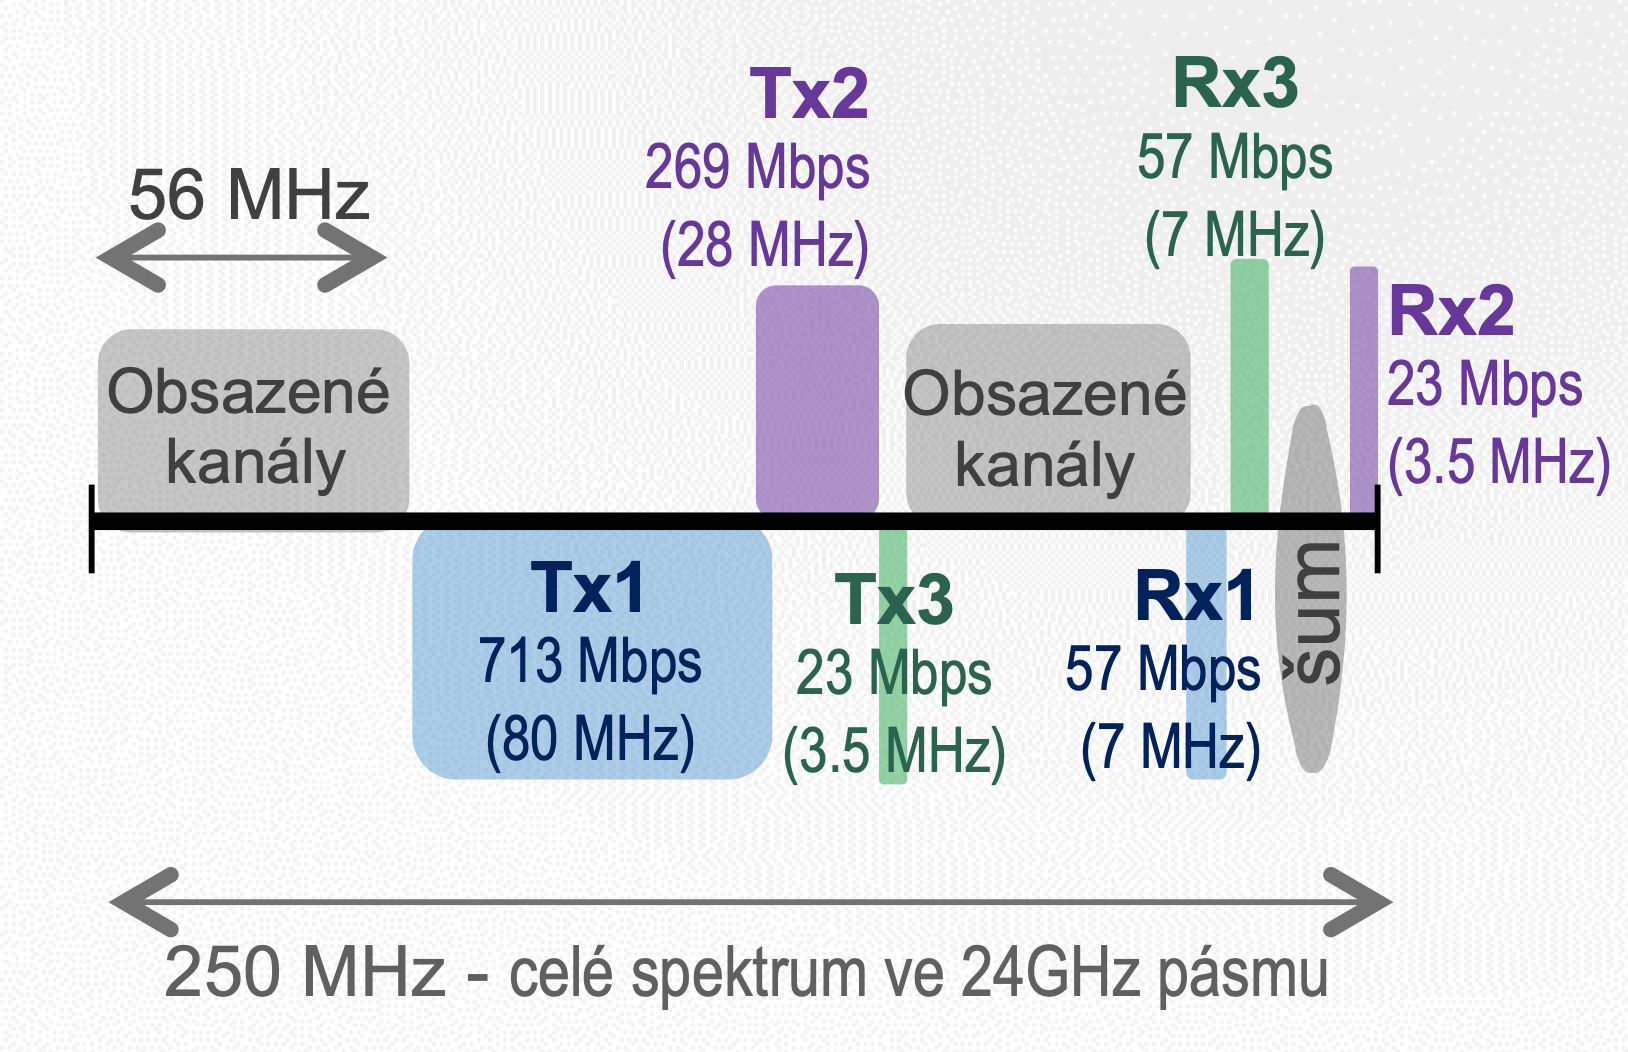 56 MHz
Obsazené
kanály
Tx2
269 Mbps
(28 MHz)
Obsazené
kanály
Rx3
57 Mbps
(7 MHz)
Rx2
23 Mbps
(3.5 MHz)
Tx1
713 Mbps
(80 MHz)
Tx3
23 Mbps
(3.5 MHz)
Rx1
57 Mbps
(7 MHz)
šum
250 MHz - celé spektrum ve 24GHz pásmu